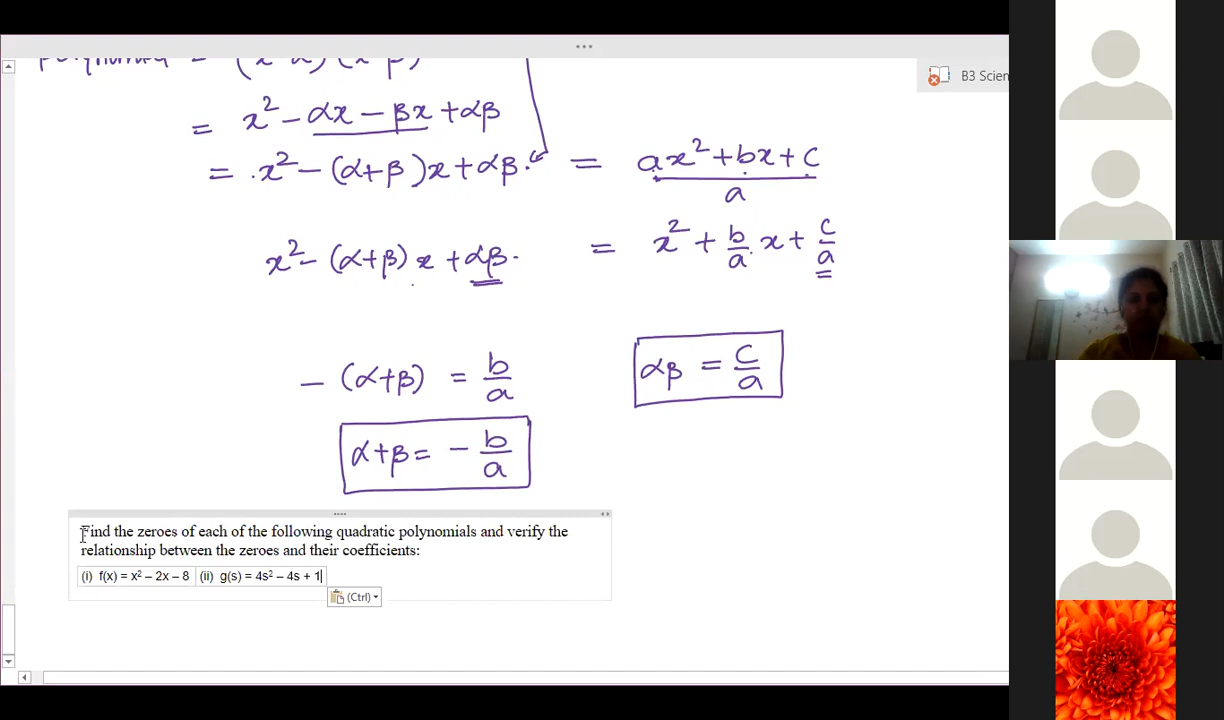 B3 Scien
= x² – αx – βx + αβ
= x² – (α+β)x + αβ. = ax²+bx+c / a
x² – (α+β)x + αβ. = x² + b/a . x + c/a
– (α+β) = b/a
αβ = c/a
α+β = – b/a
Find the zeroes of each of the following quadratic polynomials and verify the
relationship between the zeroes and their coefficients:
(i) f(x) = x² – 2x – 8 (ii) g(s) = 4s² – 4s + 1
(Ctrl)